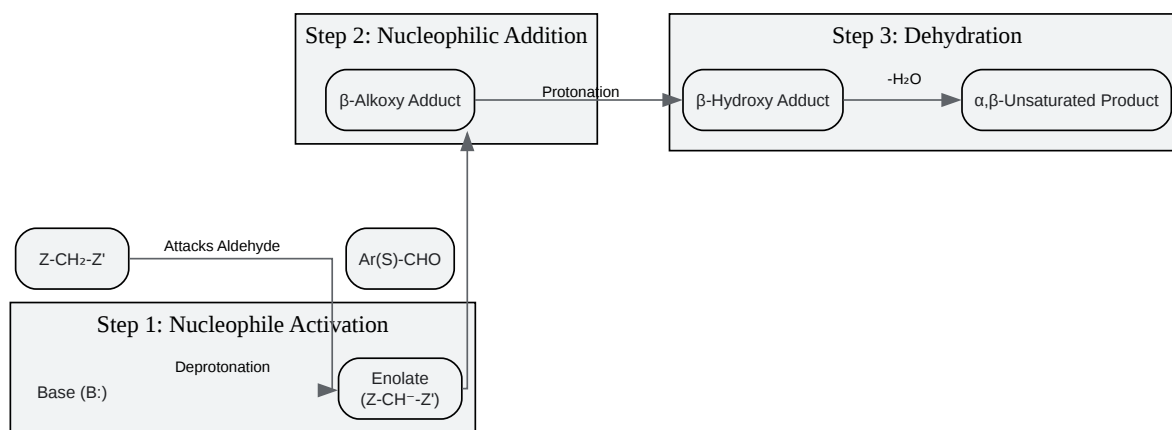 Step 2: Nucleophilic Addition
β-Alkoxy Adduct
Protonation
Step 3: Dehydration
β-Hydroxy Adduct
-H₂O
α,β-Unsaturated Product
Z-CH₂-Z'
Attacks Aldehyde
Ar(S)-CHO
Step 1: Nucleophile Activation
Deprotonation
Base (B:)
Enolate
(Z-CH⁻-Z')